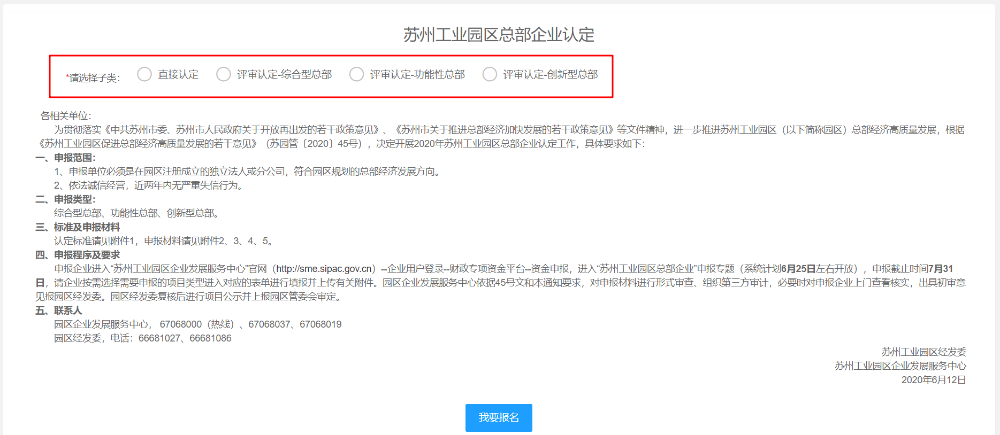 苏州工业园区总部企业认定
*请选择子类： 直接认定 评审认定-综合型总部 评审认定-功能性总部 评审认定-创新型总部
各相关单位：
为贯彻落实《中共苏州市委、苏州市人民政府关于开放再出发的若干政策意见》、《苏州市关于推进总部经济加快发展的若干政策意见》等文件精神，进一步推进苏州工业园区（以下简称园区）总部经济高质量发展，根据
《苏州工业园区促进总部经济高质量发展的若干意见》（苏园管〔2020〕45号），决定开展2020年苏州工业园区总部企业认定工作，具体要求如下：
一、申报范围：
1、申报单位必须是在园区注册成立的独立法人或分公司，符合园区规划的总部经济发展方向。
2、依法诚信经营，近两年内无严重失信行为。
二、申报类型：
综合型总部、功能性总部、创新型总部。
三、标准及申报材料
认定标准请见附件1，申报材料请见附件2、3、4、5。
四、申报程序及要求
申报企业进入“苏州工业园区企业发展服务中心”官网（http://sme.sipac.gov.cn）--企业用户登录--财政专项资金平台--资金申报，进入“苏州工业园区总部企业”申报专题（系统计划6月25日左右开放），申报截止时间7月31
日，请企业按需选择需要申报的项目类型进入对应的表单进行填报并上传有关附件。园区企业发展服务中心依据45号文和本通知要求，对申报材料进行形式审查、组织第三方审计，必要时对申报企业上门查看核实，出具初审意
见报园区经发委。园区经发委复核后进行项目公示并上报园区管委会审定。
五、联系人
园区企业发展服务中心， 67068000（热线）、67068037、67068019
园区经发委，电话：66681027、66681086
苏州工业园区经发委
苏州工业园区企业发展服务中心
2020年6月12日
我要报名